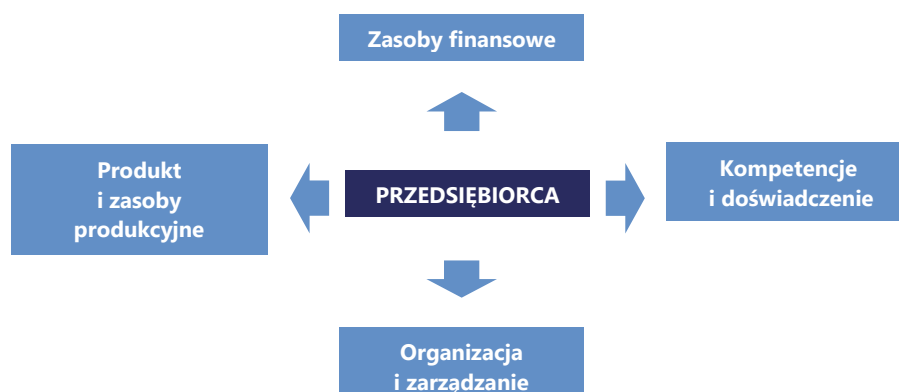 Zasoby finansowe
Produkt
i zasoby
produkcyjne
PRZEDSIĘBIORCA
Kompetencje
i doświadczenie
Organizacja
i zarządzanie